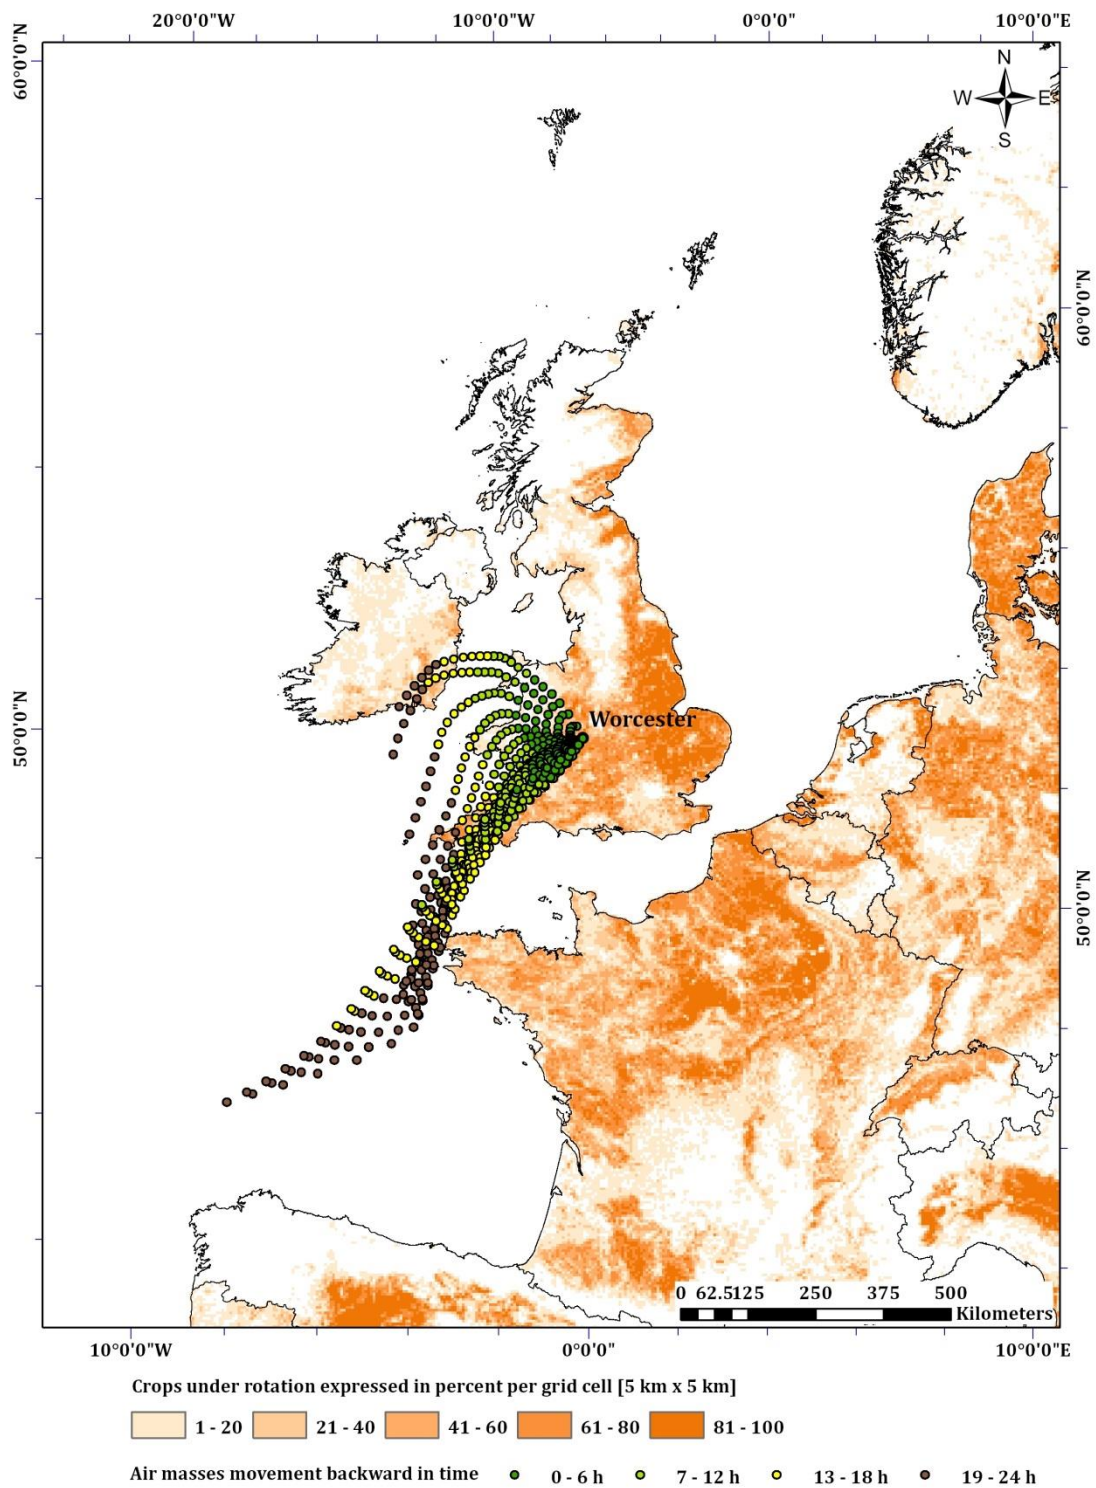 20°0'0"W 10°0'0"W 0°0'0" 10°0'0"E
60°0'0"N
N
W E
S
60°0'0"N
Worcester
50°0'0"N
50°0'0"N
0 62.5125 250 375 500
Kilometers
10°0'0"W 0°0'0" 10°0'0"E
Crops under rotation expressed in percent per grid cell [5 km x 5 km]
1 - 20 21 - 40 41 - 60 61 - 80 81 - 100
Air masses movement backward in time 0 - 6 h 7 - 12 h 13 - 18 h 19 - 24 h